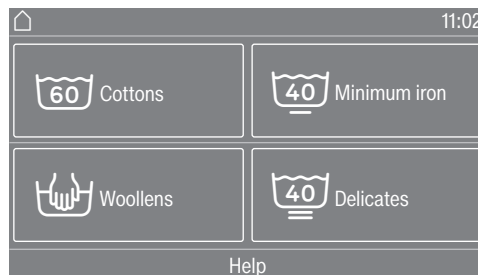 11:02
60 Cottons
40 Minimum iron
Woollens
40 Delicates
Help